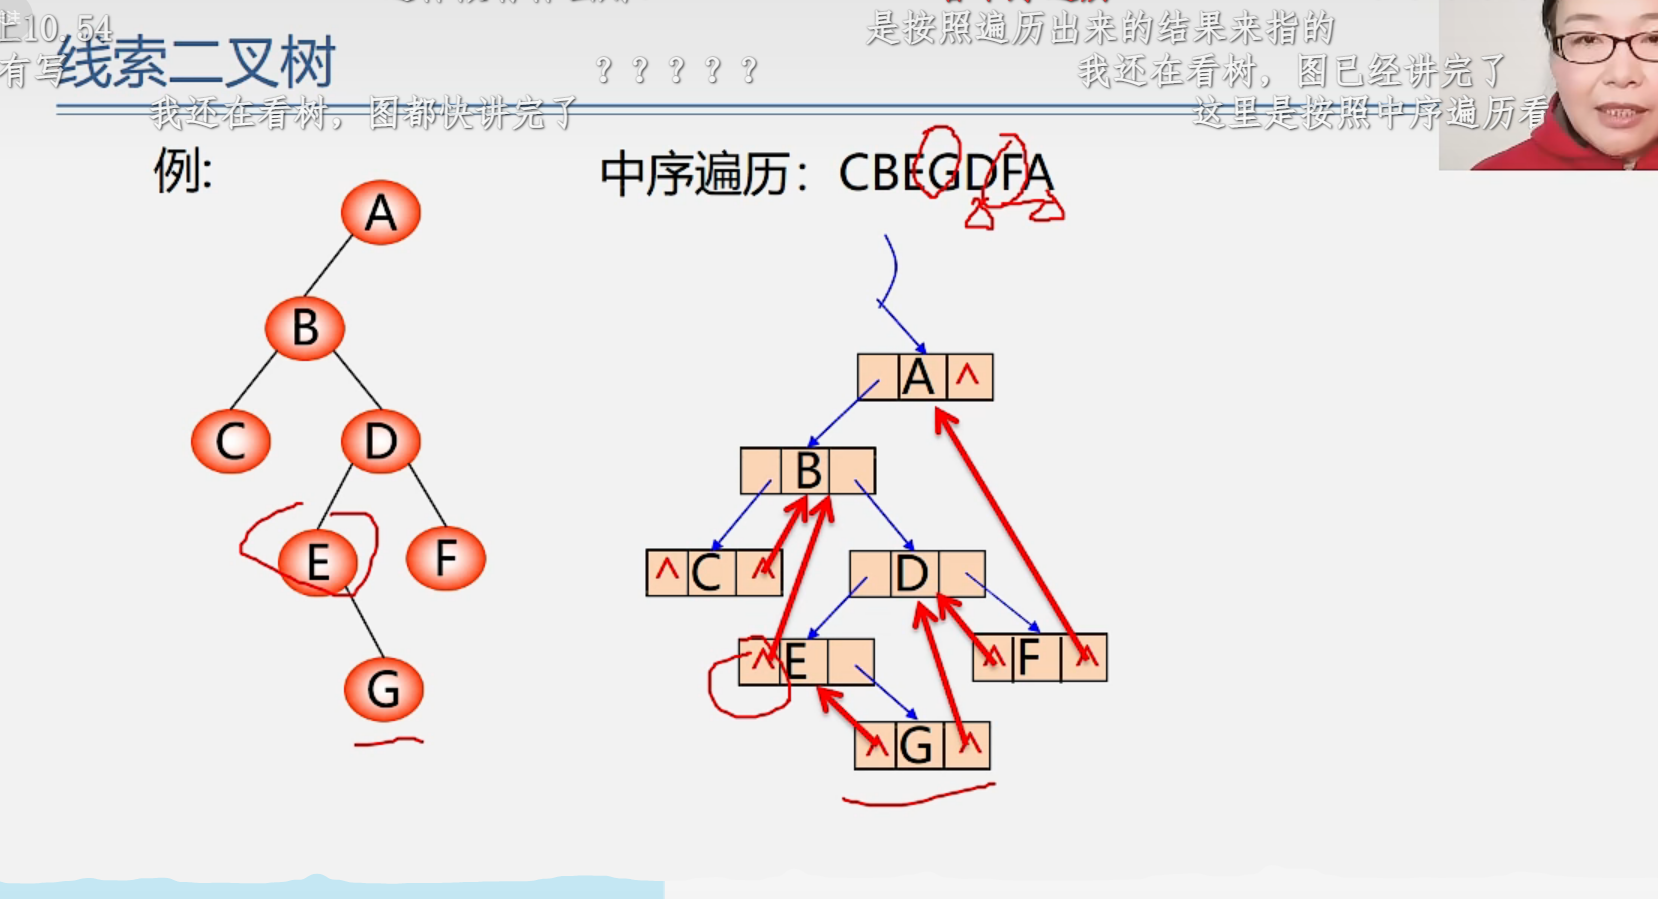 上10.54
是按照遍历出来的结果来指的
线索二叉树
有写
？？？？？
我还在看树，图已经讲完了
我还在看树，图都快讲完了
这里是按照中序遍历看
例:
中序遍历：CBEGDFA
A
B
C
D
E
F
G
A ^
B
^ C ^
D
^ E
^ F ^
^ G ^